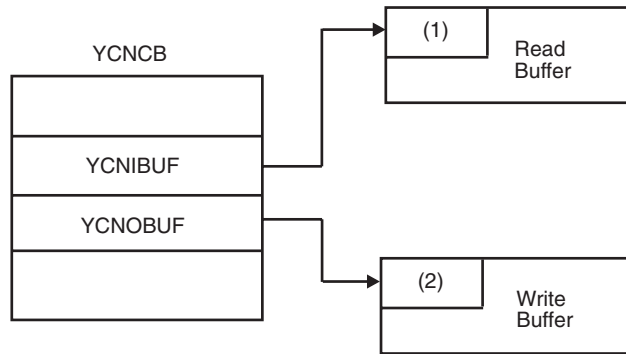 (1)
Read
Buffer
YCNCB
YCNIBUF
YCNOBUF
(2)
Write
Buffer